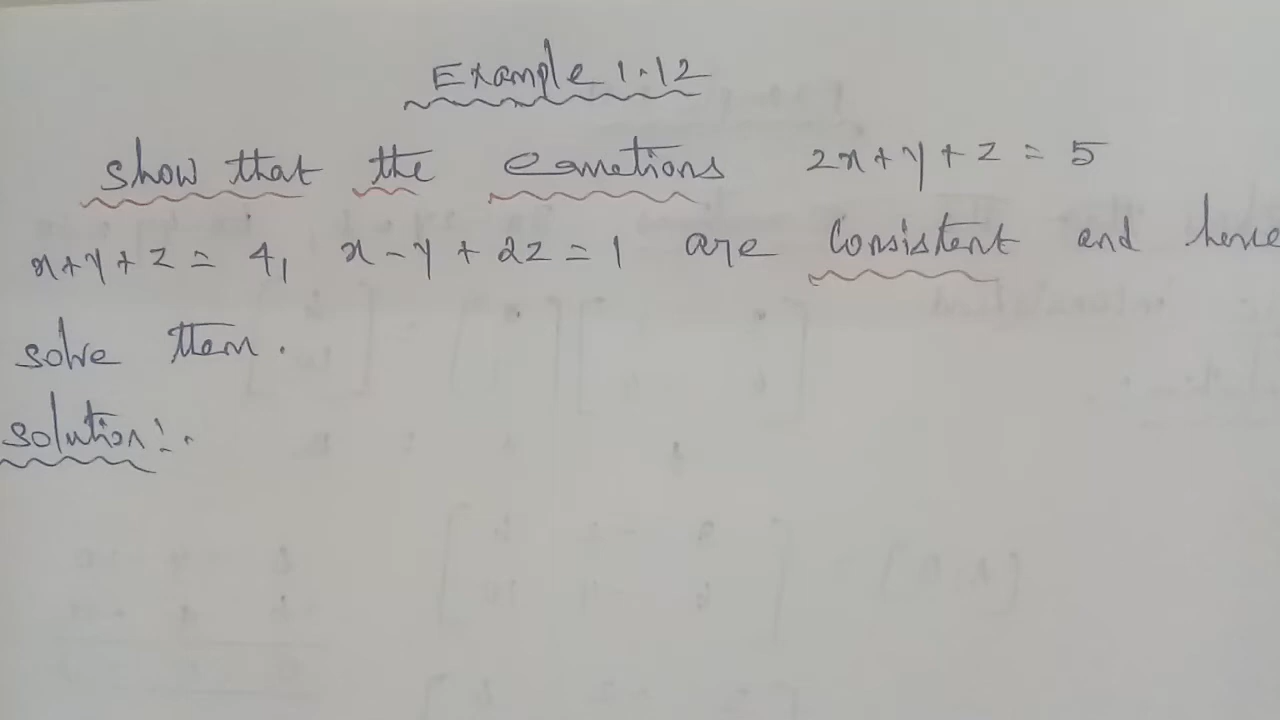 Example 1.12
show that the equations 2x+y+z = 5
x+y+z = 4, x-y+2z = 1 are consistent and hence
solve them.
solution:-